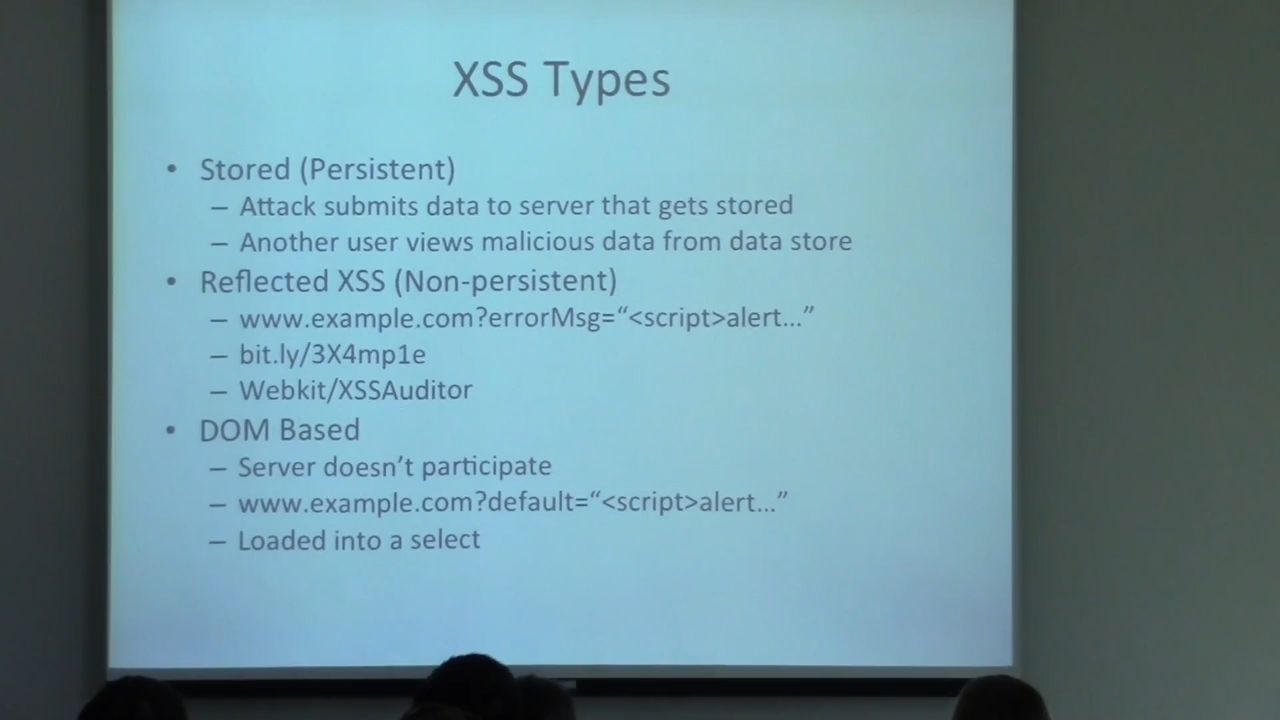 XSS Types
• Stored (Persistent)
– Attack submits data to server that gets stored
– Another user views malicious data from data store
• Reflected XSS (Non-persistent)
– www.example.com?errorMsg=“<script>alert…”
– bit.ly/3X4mp1e
– Webkit/XSSAuditor
• DOM Based
– Server doesn’t participate
– www.example.com?default=“<script>alert…”
– Loaded into a select